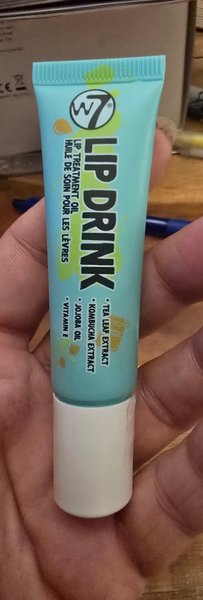 W7
LIP DRINK
LIP TREATMENT OIL
HUILE DE SOIN POUR LES LÈVRES
• TEA LEAF EXTRACT
• KOMBUCHA EXTRACT
• JOJOBA OIL
• VITAMIN E